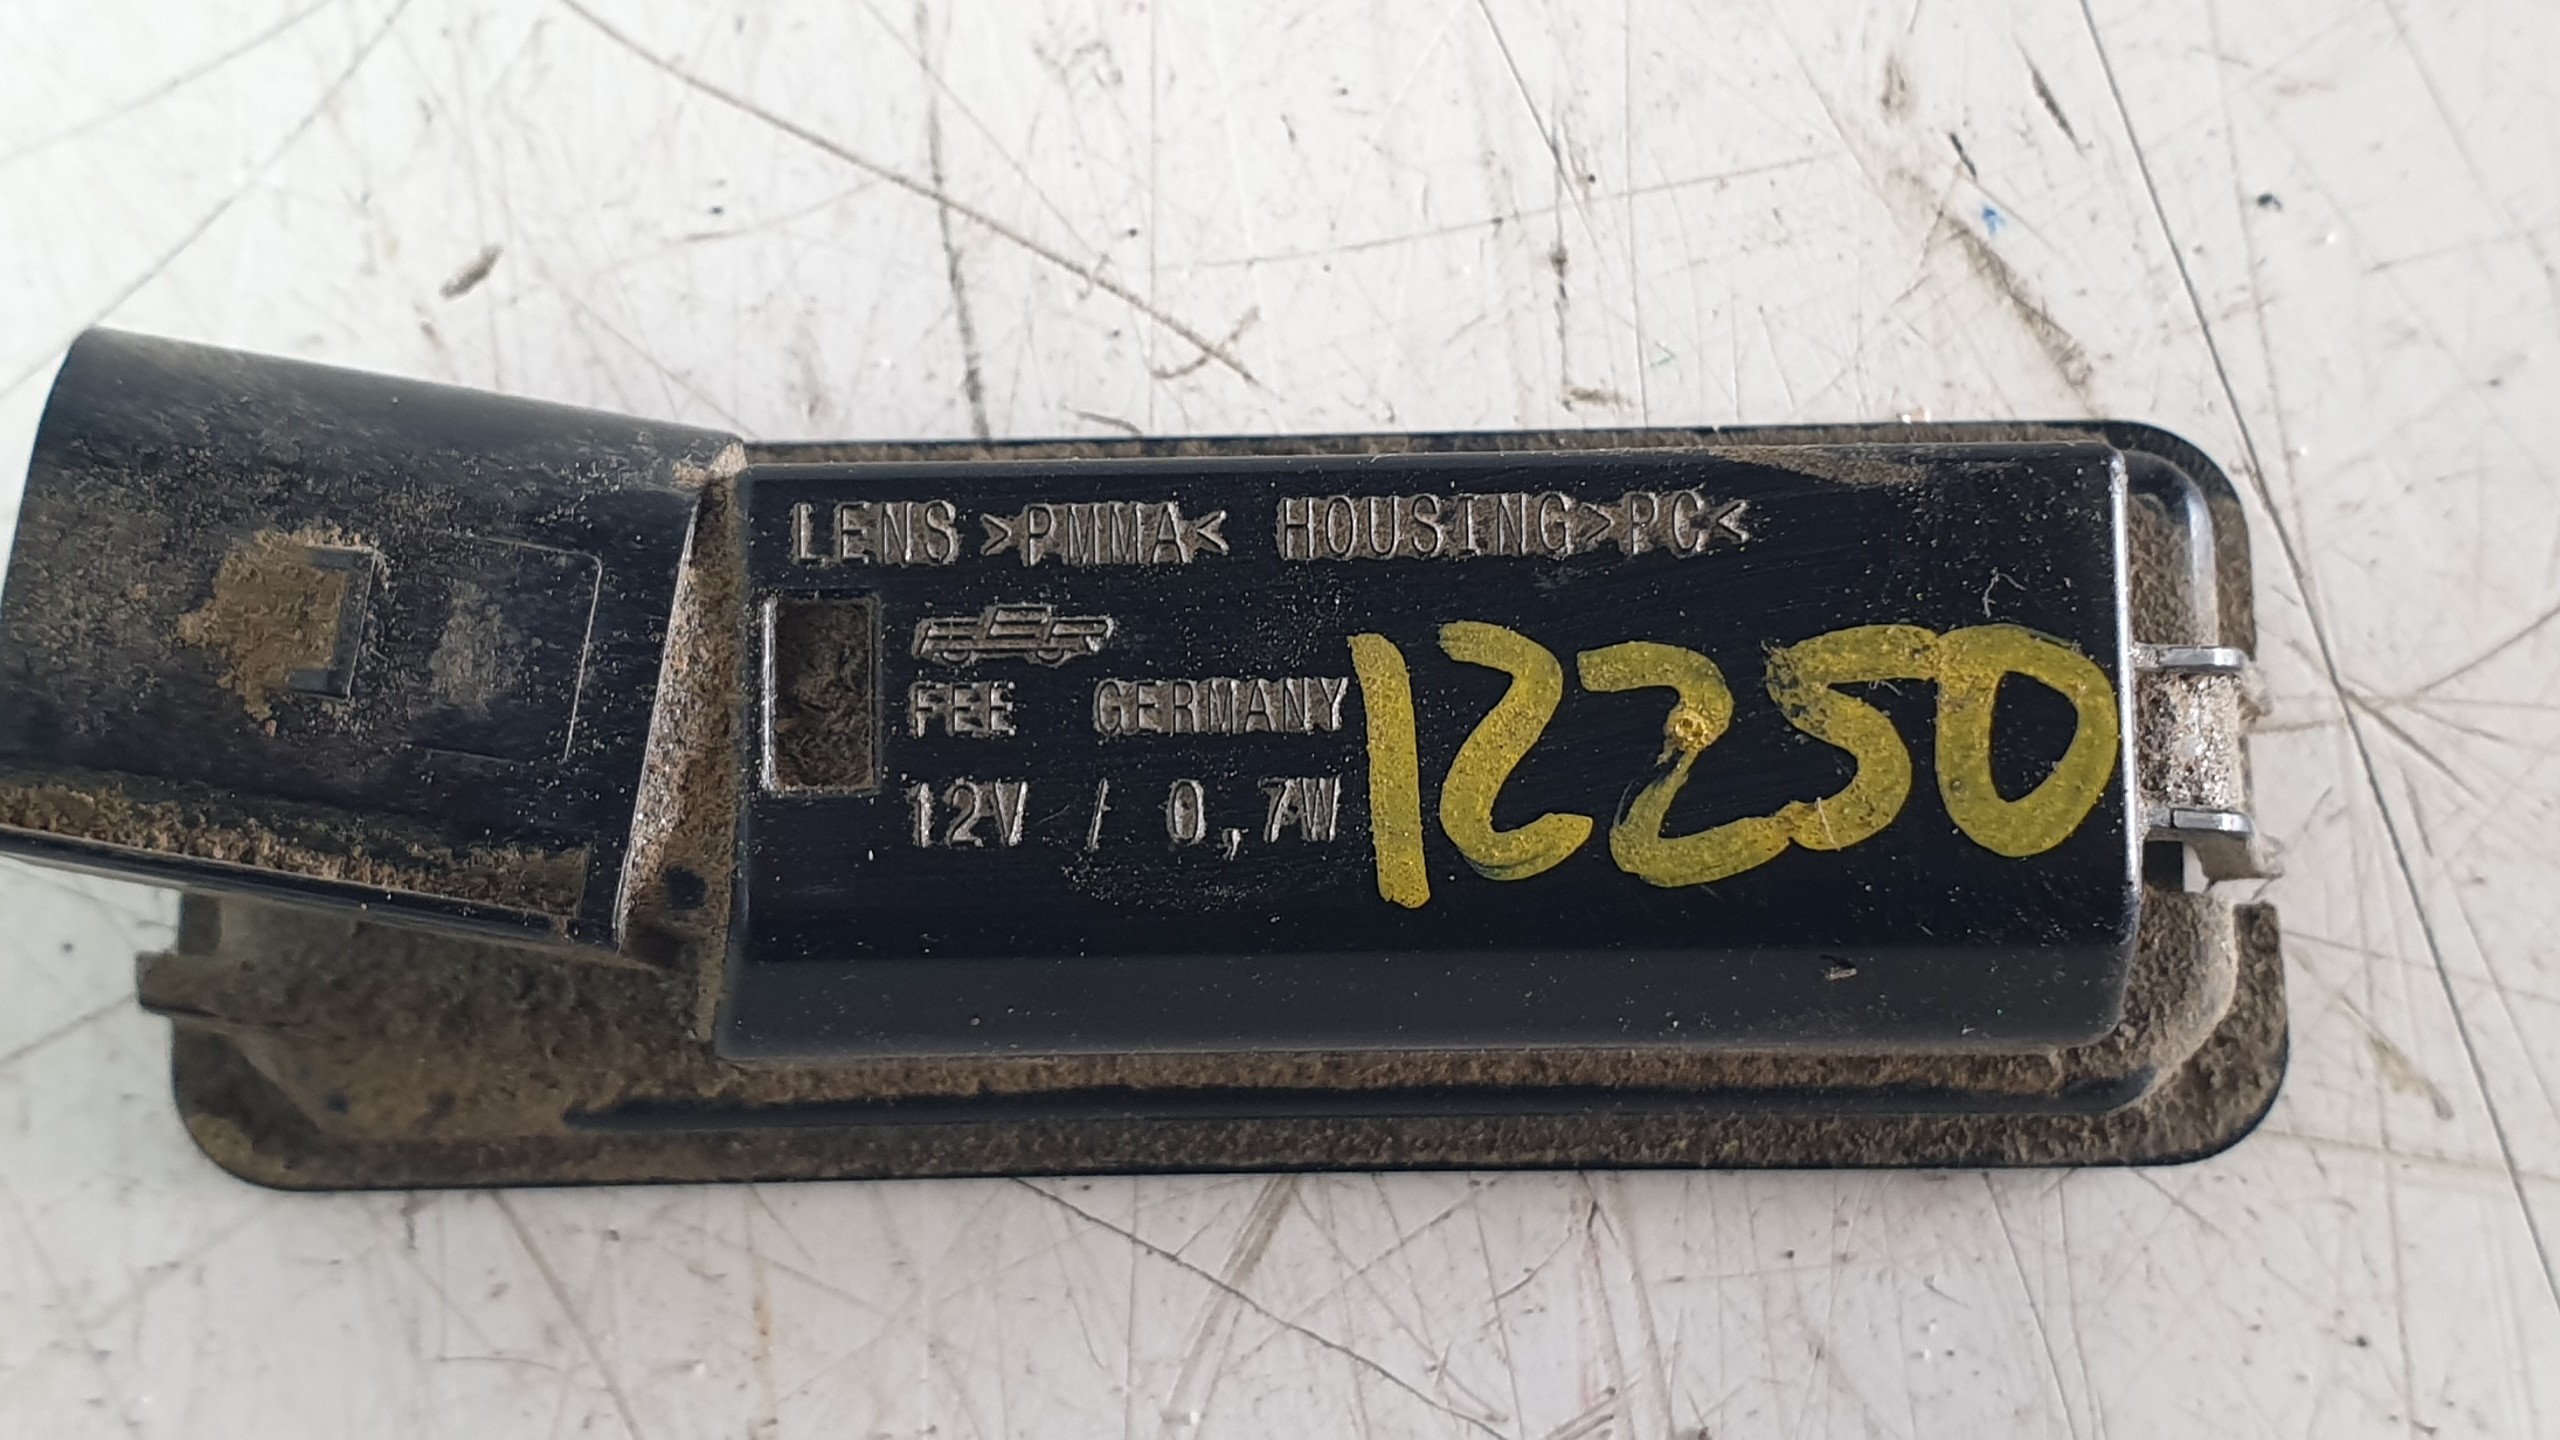 LENS >PMMA< HOUSING>PC<
FEE GERMANY
12V / 0,7W
12250